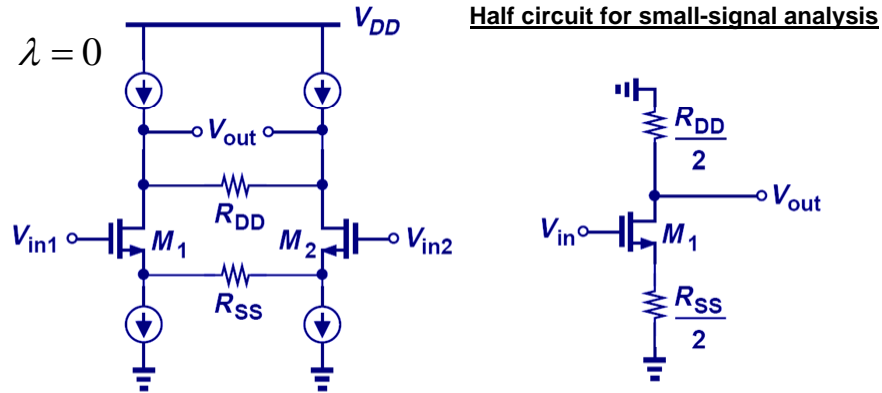 V_DD
Half circuit for small-signal analysis
λ = 0
V_out
R_DD
V_in1
M_1
M_2
V_in2
R_SS
R_DD
2
V_out
V_in
M_1
R_SS
2